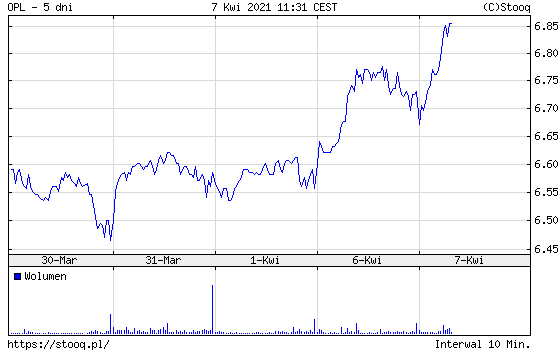 OPL - 5 dni 7 Kwi 2021 11:31 CEST (C)Stooq
6.85
6.80
6.75
6.70
6.65
6.60
6.55
6.50
6.45
30-Mar 31-Mar 1-Kwi 6-Kwi 7-Kwi
Wolumen
https://stooq.pl/ Interwal 10 Min.